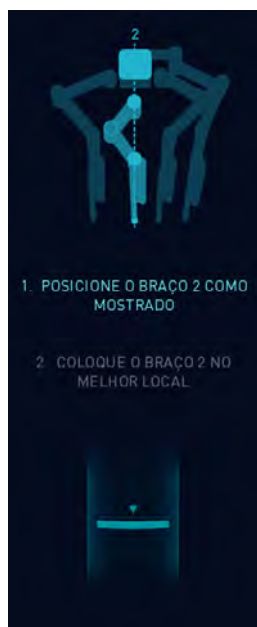 2
1. POSICIONE O BRAÇO 2 COMO
MOSTRADO
2. COLOQUE O BRAÇO 2 NO
MELHOR LOCAL